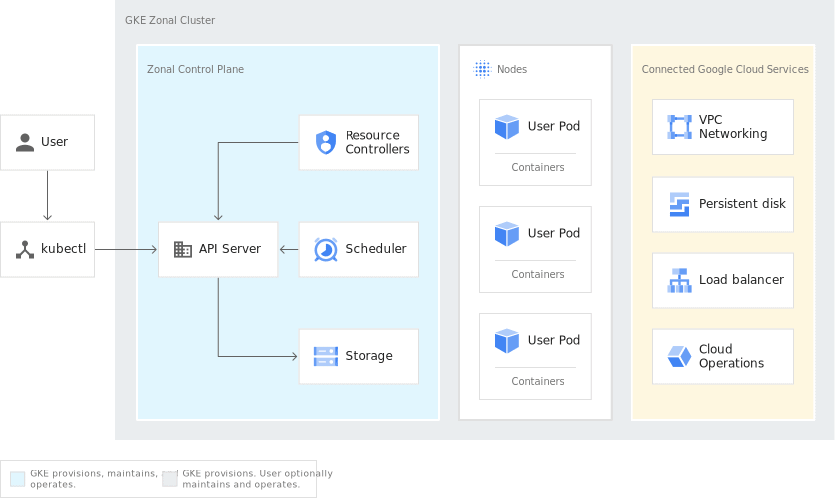 GKE Zonal Cluster
Zonal Control Plane
Nodes
Connected Google Cloud Services
User
kubectl
Resource
Controllers
API Server
Scheduler
Storage
User Pod
Containers
User Pod
Containers
User Pod
Containers
VPC
Networking
Persistent disk
Load balancer
Cloud
Operations
GKE provisions, maintains,
operates.
GKE provisions. User optionally
maintains and operates.